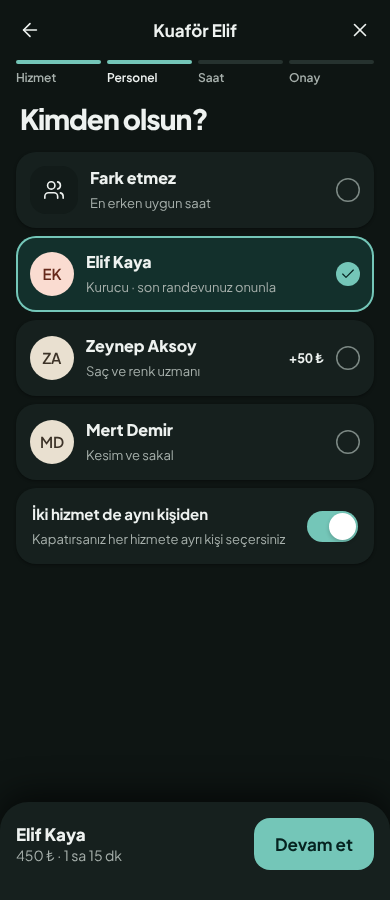 Kuaför Elif
Hizmet
Personel
Saat
Onay
Kimden olsun?
Fark etmez
En erken uygun saat
EK
Elif Kaya
Kurucu · son randevunuz onunla
ZA
Zeynep Aksoy
Saç ve renk uzmanı
+50 ₺
MD
Mert Demir
Kesim ve sakal
İki hizmet de aynı kişiden
Kapatırsanız her hizmete ayrı kişi seçersiniz
Elif Kaya
450 ₺ · 1 sa 15 dk
Devam et